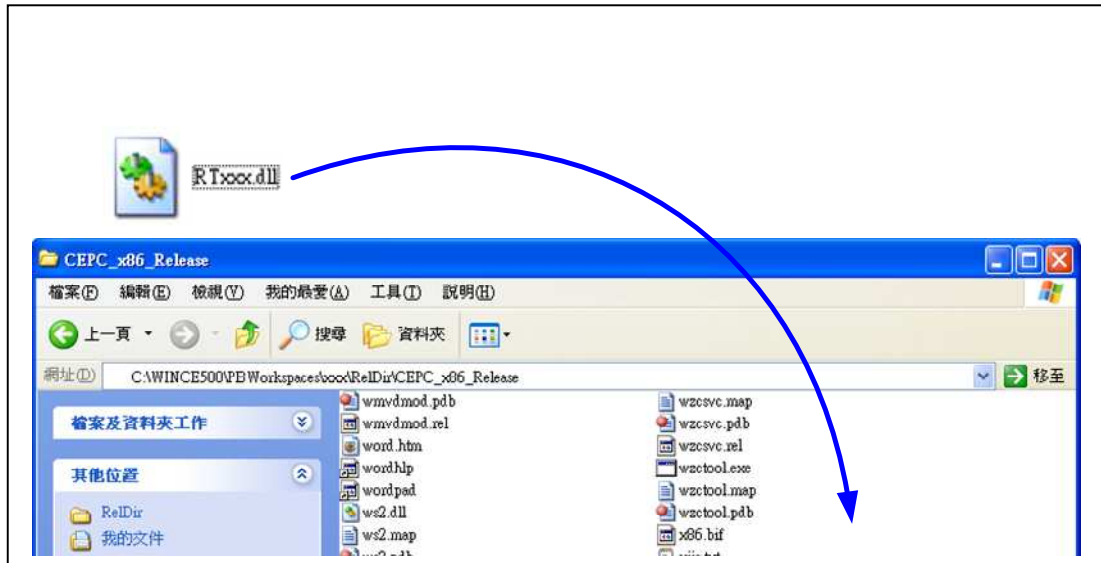 RTxxx.dll
CEPC_x86_Release
檔案(F) 編輯(E) 檢視(V) 我的最愛(A) 工具(T) 說明(H)
上一頁 搜尋 資料夾
網址(D) C:\WINCE500\PBWorkspaces\xxx\RelDir\CEPC_x86_Release 移至
檔案及資料夾工作
其他位置
RelDir
我的文件
wmvdmod.pdb
wmvdmod.rel
word.htm
wordhlp
wordpad
ws2.dll
ws2.map
ws2.pdb
wzcsvc.map
wzcsvc.pdb
wzcsvc.rel
wzctool.exe
wzctool.map
wzctool.pdb
x86.bif